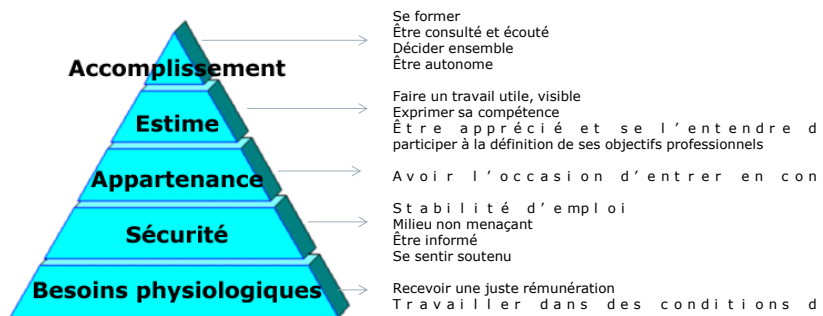 Se former
Être consulté et écouté
Décider ensemble
Être autonome
Accomplissement
Faire un travail utile, visible
Exprimer sa compétence
Être apprécié et se l’entendre d
participer à la définition de ses objectifs professionnels
Estime
Avoir l’occasion d’entrer en con
Appartenance
Stabilité d’emploi
Milieu non menaçant
Être informé
Se sentir soutenu
Sécurité
Recevoir une juste rémunération
Travailler dans des conditions d
Besoins physiologiques